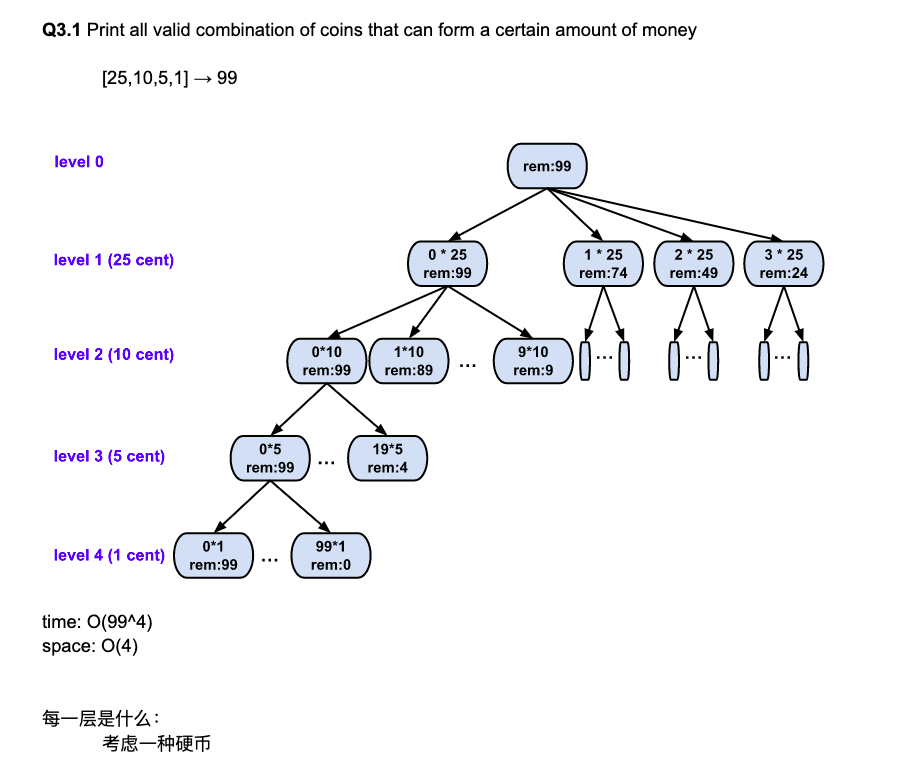 Q3.1 Print all valid combination of coins that can form a certain amount of money
[25,10,5,1] → 99
level 0
rem:99
level 1 (25 cent)
0 * 25
rem:99
1 * 25
rem:74
2 * 25
rem:49
3 * 25
rem:24
level 2 (10 cent)
0*10
rem:99
1*10
rem:89
...
9*10
rem:9
...
...
...
level 3 (5 cent)
0*5
rem:99
...
19*5
rem:4
level 4 (1 cent)
0*1
rem:99
...
99*1
rem:0
time: O(99^4)
space: O(4)
每一层是什么：
考虑一种硬币